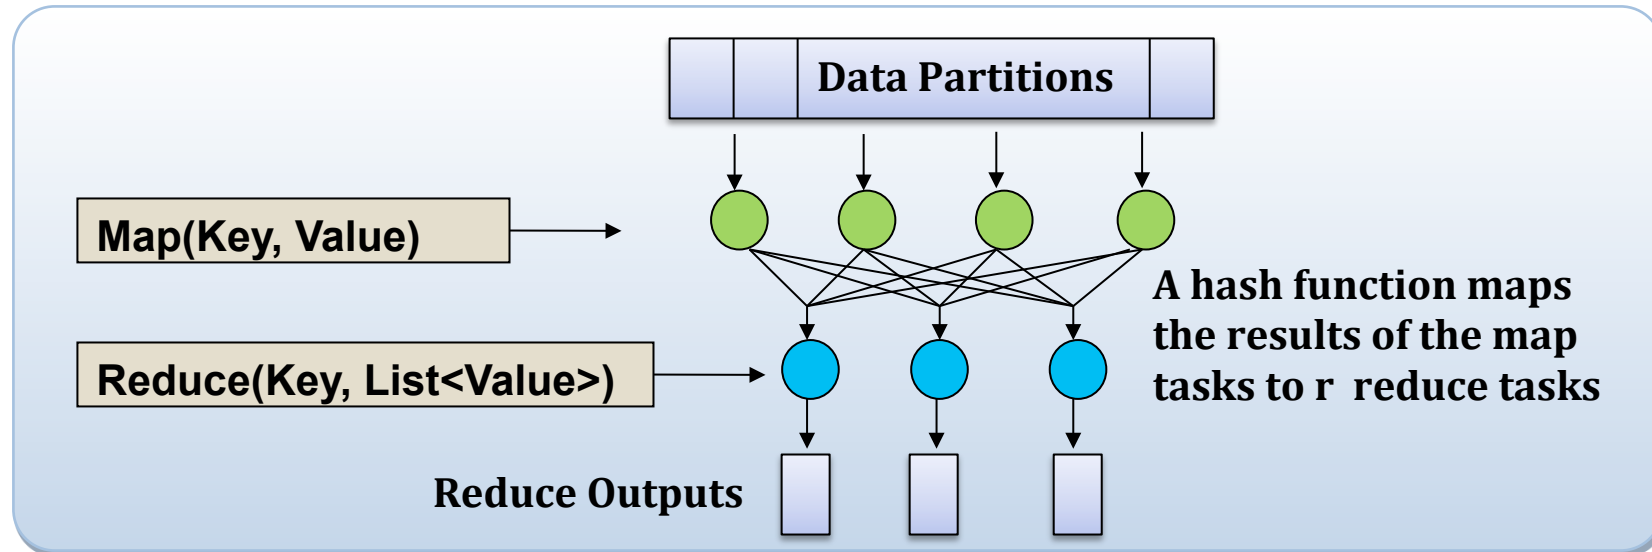 Data Partitions
Map(Key, Value)
A hash function maps
the results of the map
tasks to r reduce tasks
Reduce(Key, List<Value>)
Reduce Outputs